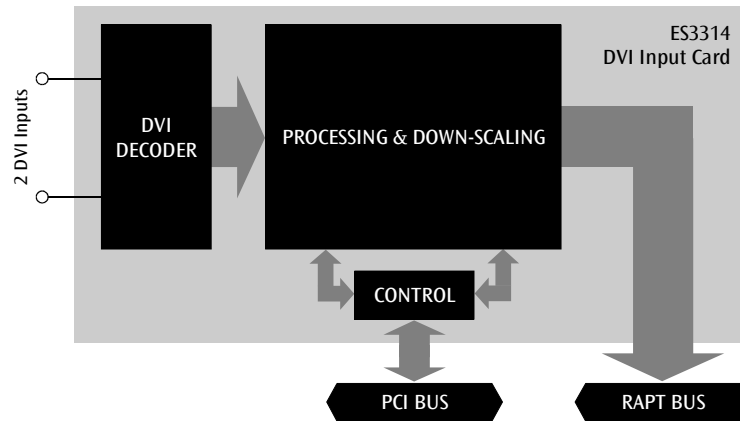 ES3314
DVI Input Card
2 DVI Inputs
DVI
DECODER
PROCESSING & DOWN-SCALING
CONTROL
PCI BUS
RAPT BUS